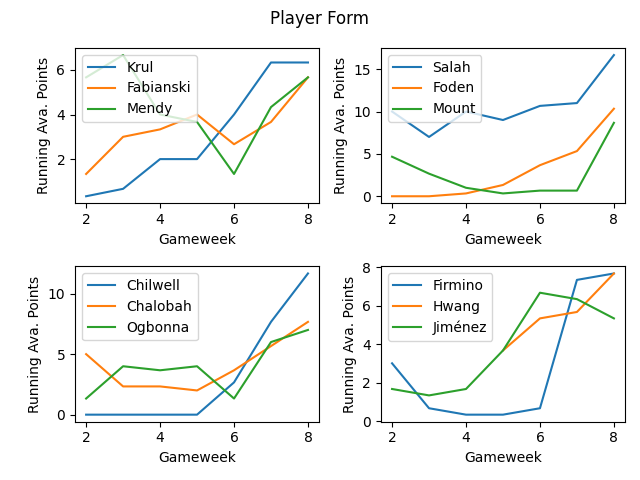 Player Form
Running Ava. Points
6
4
2
Krul
Fabianski
Mendy
2
4
6
8
Gameweek
Running Ava. Points
15
10
5
0
Salah
Foden
Mount
2
4
6
8
Gameweek
Running Ava. Points
10
5
0
Chilwell
Chalobah
Ogbonna
2
4
6
8
Gameweek
Running Ava. Points
8
6
4
2
0
Firmino
Hwang
Jiménez
2
4
6
8
Gameweek